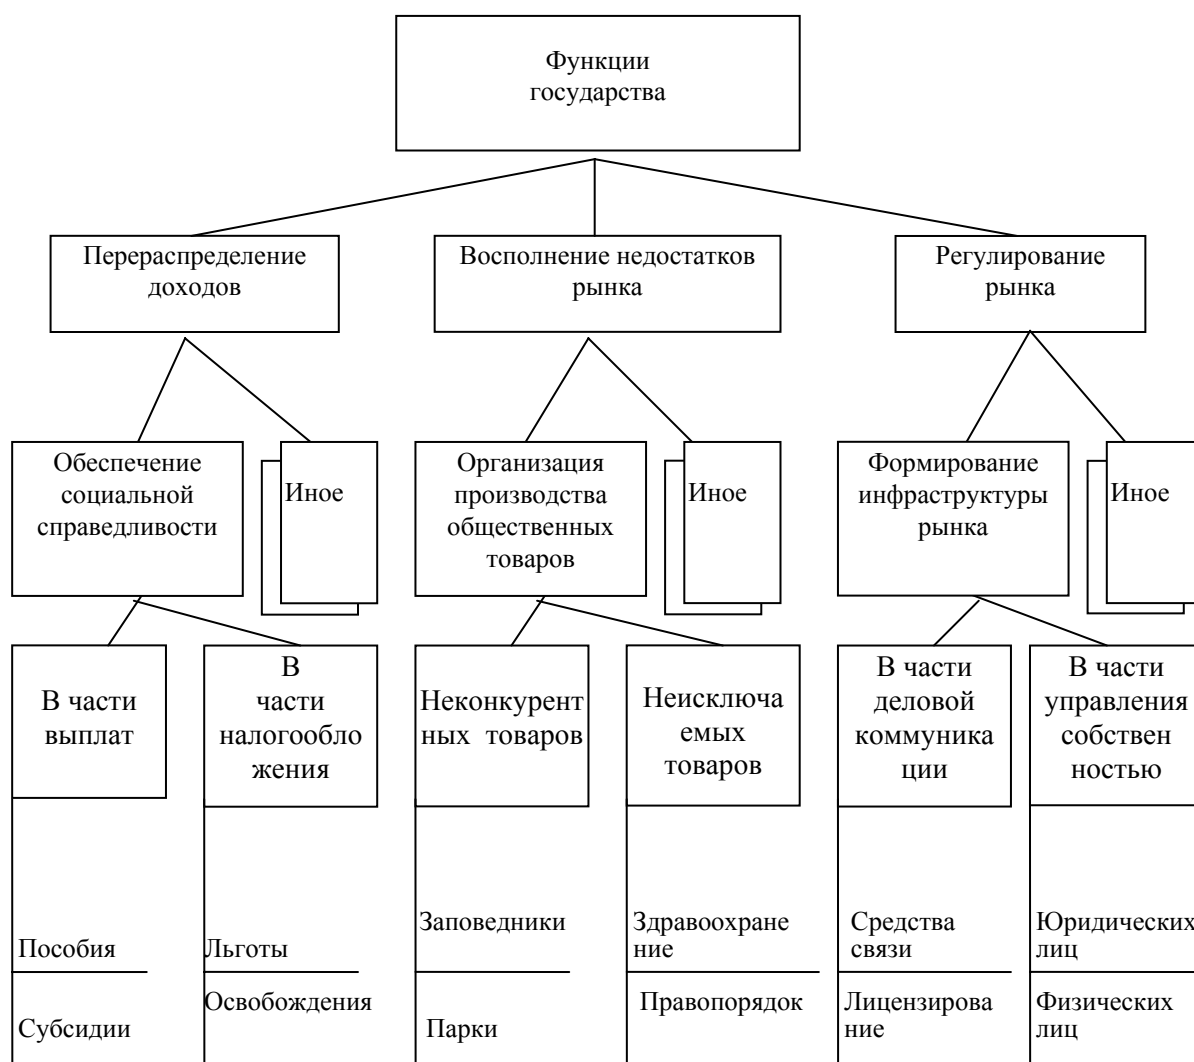 Функции
государства
Перераспределение
доходов
Восполнение недостатков
рынка
Регулирование
рынка
Обеспечение
социальной
справедливости
Иное
Организация
производства
общественных
товаров
Иное
Формирование
инфраструктуры
рынка
Иное
В части
выплат
В
части
налогообло
жения
Неконкурент
ных товаров
Неисключа
емых
товаров
В части
деловой
коммуника
ции
В части
управления
собствен
ностью
Пособия
Субсидии
Льготы
Освобождения
Заповедники
Парки
Здравоохране
ние
Правопорядок
Средства
связи
Лицензирова
ние
Юридических
лиц
Физических
лиц